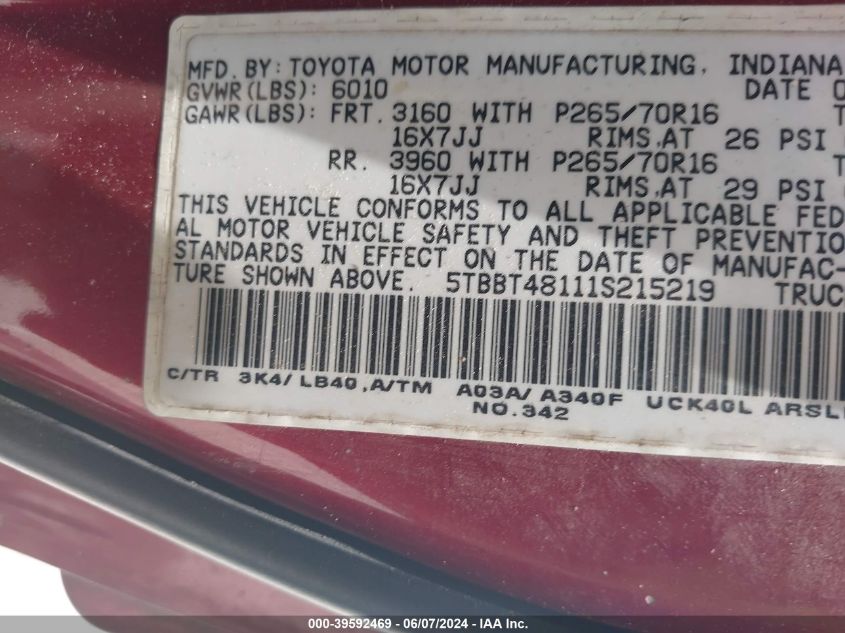 MFD. BY: TOYOTA MOTOR MANUFACTURING, INDIANA
GVWR(LBS): 6010 DATE 0
GAWR(LBS): FRT. 3160 WITH P265/70R16
16X7JJ RIMS.AT 26 PSI
RR. 3960 WITH P265/70R16
16X7JJ RIMS.AT 29 PSI
THIS VEHICLE CONFORMS TO ALL APPLICABLE FED
AL MOTOR VEHICLE SAFETY AND THEFT PREVENTIO
STANDARDS IN EFFECT ON THE DATE OF MANUFAC-
TURE SHOWN ABOVE. 5TBBT48111S215219 TRUC
C/TR 3K4/ LB40,A/TM A03A/ A340F UCK40L ARSL
NO.342
000-39592469 - 06/07/2024 - IAA Inc.